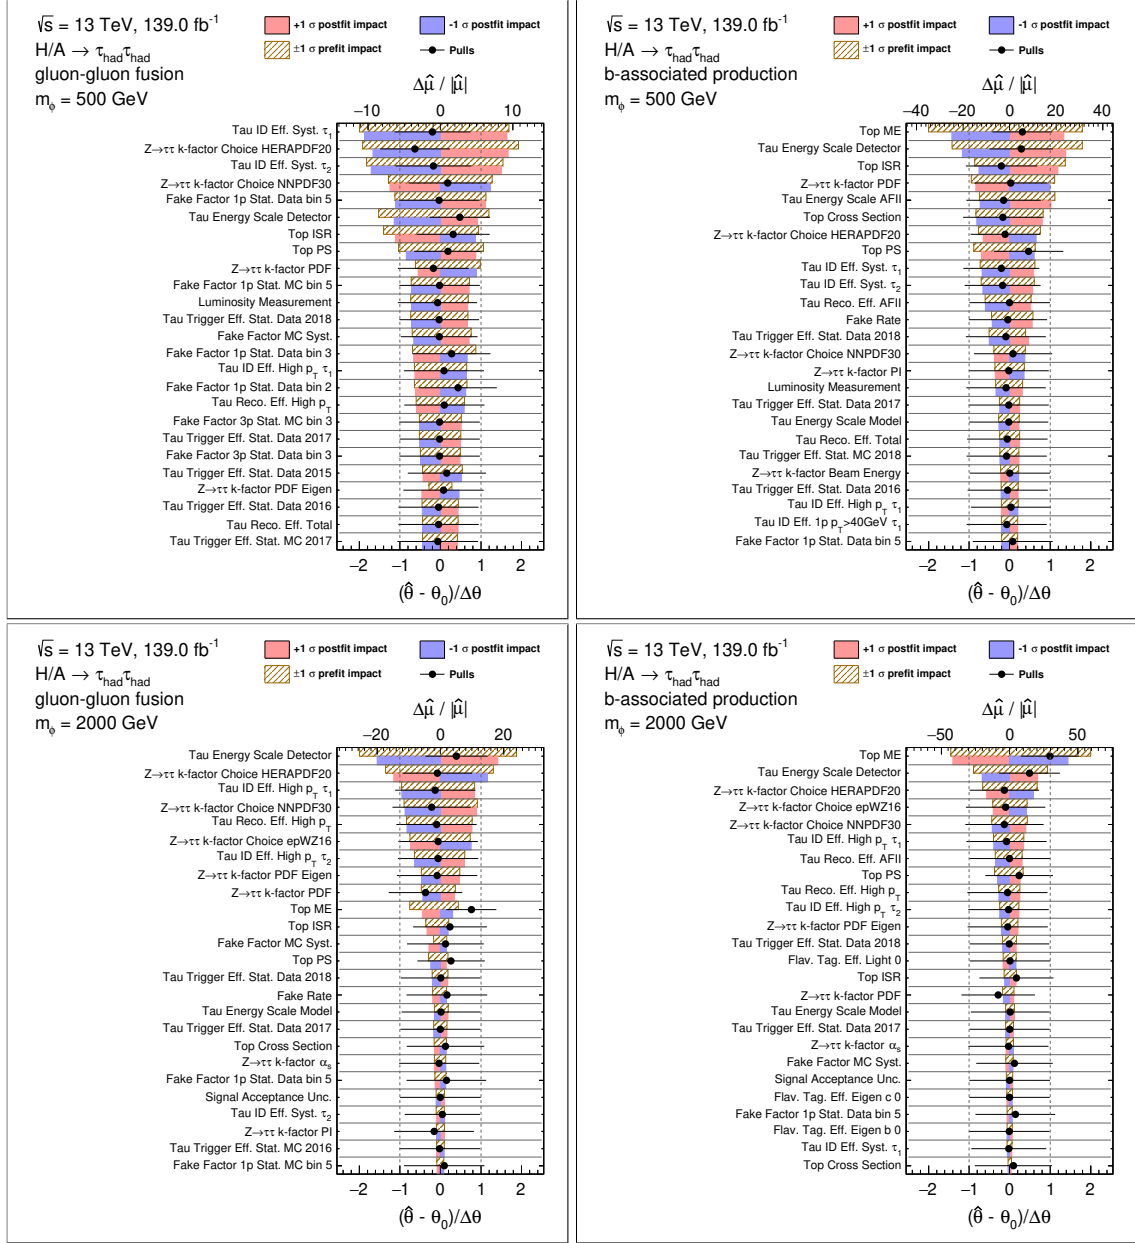 √s = 13 TeV, 139.0 fb⁻¹
H/A → τhadτhad
gluon-gluon fusion
mϕ = 500 GeV
+1 σ postfit impact
-1 σ postfit impact
±1 σ prefit impact
Pulls
Δμ̂ / |μ̂|
−10 0 10
Tau ID Eff. Syst. τ₁
Z→ττ k-factor Choice HERAPDF20
Tau ID Eff. Syst. τ₂
Z→ττ k-factor Choice NNPDF30
Fake Factor 1p Stat. Data bin 5
Tau Energy Scale Detector
Top ISR
Top PS
Z→ττ k-factor PDF
Fake Factor 1p Stat. MC bin 5
Luminosity Measurement
Tau Trigger Eff. Stat. Data 2018
Fake Factor MC Syst.
Fake Factor 1p Stat. Data bin 3
Tau ID Eff. High pT τ₁
Fake Factor 1p Stat. Data bin 2
Tau Reco. Eff. High pT
Fake Factor 3p Stat. MC bin 3
Tau Trigger Eff. Stat. Data 2017
Fake Factor 3p Stat. Data bin 3
Tau Trigger Eff. Stat. Data 2015
Z→ττ k-factor PDF Eigen
Tau Trigger Eff. Stat. Data 2016
Tau Reco. Eff. Total
Tau Trigger Eff. Stat. MC 2017
−2 −1 0 1 2
(θ̂ - θ₀)/Δθ
√s = 13 TeV, 139.0 fb⁻¹
H/A → τhadτhad
b-associated production
mϕ = 500 GeV
+1 σ postfit impact
-1 σ postfit impact
±1 σ prefit impact
Pulls
Δμ̂ / |μ̂|
−40 −20 0 20 40
Top ME
Tau Energy Scale Detector
Top ISR
Z→ττ k-factor PDF
Tau Energy Scale AFII
Top Cross Section
Z→ττ k-factor Choice HERAPDF20
Top PS
Tau ID Eff. Syst. τ₁
Tau ID Eff. Syst. τ₂
Tau Reco. Eff. AFII
Fake Rate
Tau Trigger Eff. Stat. Data 2018
Z→ττ k-factor Choice NNPDF30
Z→ττ k-factor PI
Luminosity Measurement
Tau Trigger Eff. Stat. Data 2017
Tau Energy Scale Model
Tau Reco. Eff. Total
Tau Trigger Eff. Stat. MC 2018
Z→ττ k-factor Beam Energy
Tau Trigger Eff. Stat. Data 2016
Tau ID Eff. High pT τ₁
Tau ID Eff. 1p pT>40GeV τ₁
Fake Factor 1p Stat. Data bin 5
−2 −1 0 1 2
(θ̂ - θ₀)/Δθ
√s = 13 TeV, 139.0 fb⁻¹
H/A → τhadτhad
gluon-gluon fusion
mϕ = 2000 GeV
+1 σ postfit impact
-1 σ postfit impact
±1 σ prefit impact
Pulls
Δμ̂ / |μ̂|
−20 0 20
Tau Energy Scale Detector
Z→ττ k-factor Choice HERAPDF20
Tau ID Eff. High pT τ₁
Z→ττ k-factor Choice NNPDF30
Tau Reco. Eff. High pT
Z→ττ k-factor Choice epWZ16
Tau ID Eff. High pT τ₂
Z→ττ k-factor PDF Eigen
Z→ττ k-factor PDF
Top ME
Top ISR
Fake Factor MC Syst.
Top PS
Tau Trigger Eff. Stat. Data 2018
Fake Rate
Tau Energy Scale Model
Tau Trigger Eff. Stat. Data 2017
Top Cross Section
Z→ττ k-factor αs
Fake Factor 1p Stat. Data bin 5
Signal Acceptance Unc.
Tau ID Eff. Syst. τ₂
Z→ττ k-factor PI
Tau Trigger Eff. Stat. MC 2016
Fake Factor 1p Stat. MC bin 5
−2 −1 0 1 2
(θ̂ - θ₀)/Δθ
√s = 13 TeV, 139.0 fb⁻¹
H/A → τhadτhad
b-associated production
mϕ = 2000 GeV
+1 σ postfit impact
-1 σ postfit impact
±1 σ prefit impact
Pulls
Δμ̂ / |μ̂|
−50 0 50
Top ME
Tau Energy Scale Detector
Z→ττ k-factor Choice HERAPDF20
Z→ττ k-factor Choice epWZ16
Z→ττ k-factor Choice NNPDF30
Tau ID Eff. High pT τ₁
Tau Reco. Eff. AFII
Top PS
Tau Reco. Eff. High pT
Tau ID Eff. High pT τ₂
Z→ττ k-factor PDF Eigen
Tau Trigger Eff. Stat. Data 2018
Flav. Tag. Eff. Light 0
Top ISR
Z→ττ k-factor PDF
Tau Energy Scale Model
Tau Trigger Eff. Stat. Data 2017
Z→ττ k-factor αs
Fake Factor MC Syst.
Signal Acceptance Unc.
Flav. Tag. Eff. Eigen c 0
Fake Factor 1p Stat. Data bin 5
Flav. Tag. Eff. Eigen b 0
Tau ID Eff. Syst. τ₁
Top Cross Section
−2 −1 0 1 2
(θ̂ - θ₀)/Δθ